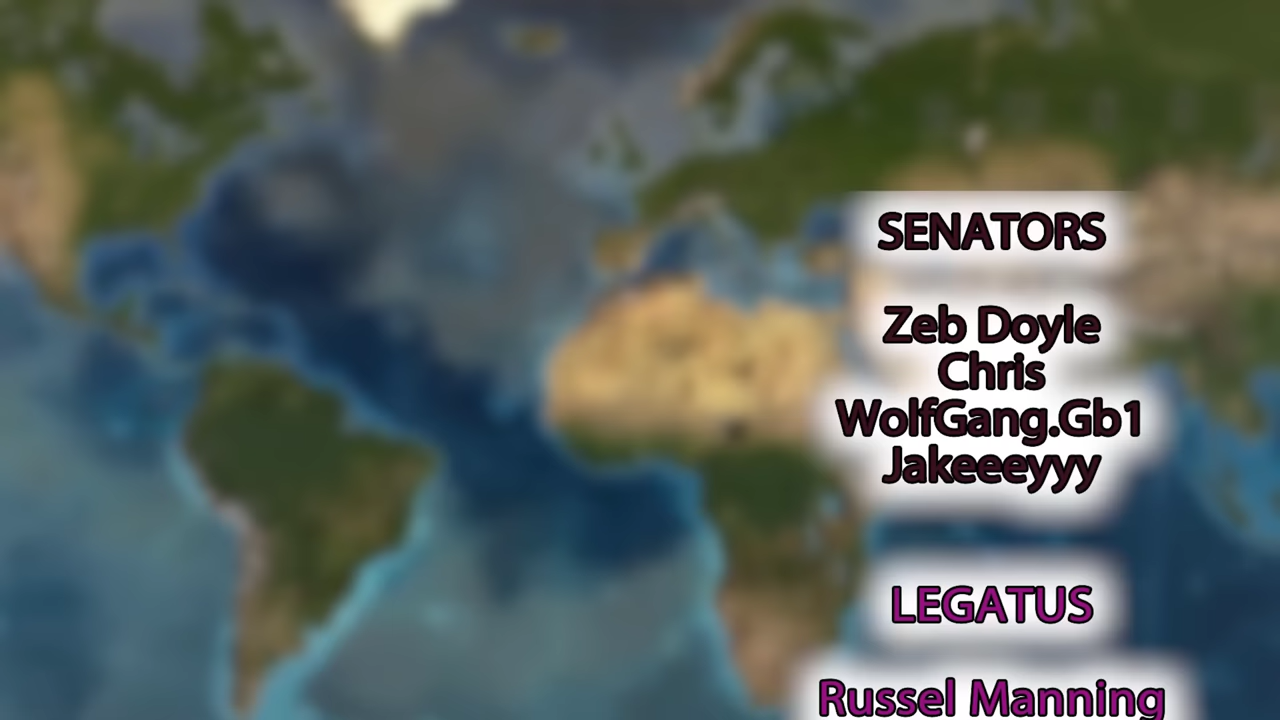 SENATORS
Zeb Doyle
Chris
WolfGang.Gb1
Jakeeeyyy
LEGATUS
Russel Manning